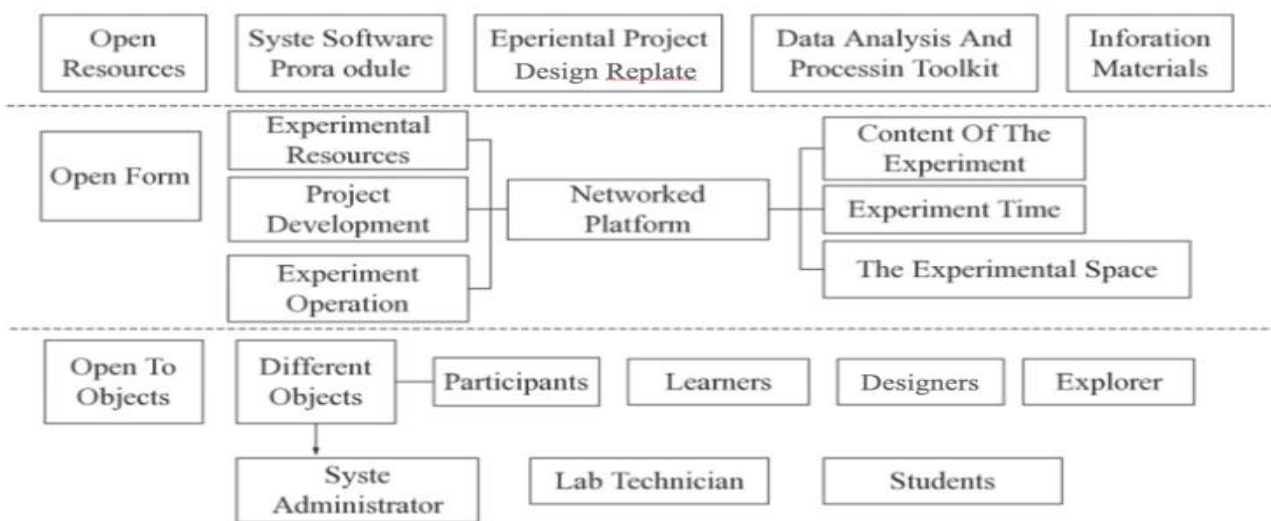 Open
Resources
Syste Software
Prora odule
Eperiental Project
Design Replate
Data Analysis And
Processin Toolkit
Inforation
Materials
Open Form
Experimental
Resources
Project
Development
Experiment
Operation
Networked
Platform
Content Of The
Experiment
Experiment Time
The Experimental Space
Open To
Objects
Different
Objects
Participants
Learners
Designers
Explorer
Syste
Administrator
Lab Technician
Students